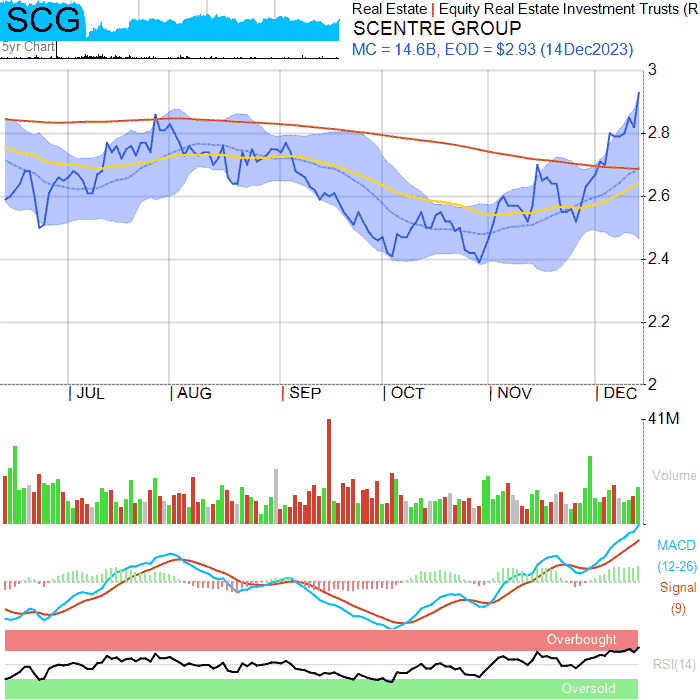 SCG
5yr Chart
Real Estate | Equity Real Estate Investment Trusts (R
SCENTRE GROUP
MC = 14.6B, EOD = $2.93 (14Dec2023)
3
2.8
2.6
2.4
2.2
2
JUL
AUG
SEP
OCT
NOV
DEC
41M
Volume
MACD
(12-26)
Signal
(9)
Overbought
RSI(14)
Oversold